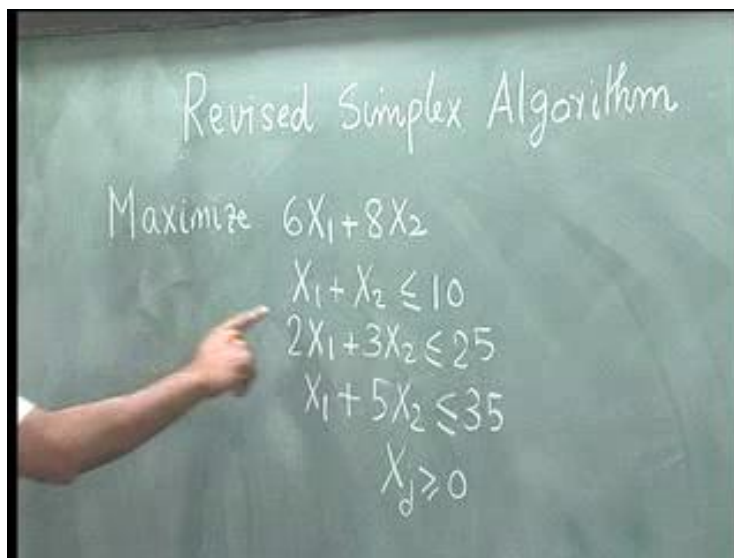 Revised Simplex Algorithm
Maximize 6X₁+8X₂
X₁+X₂≤10
2X₁+3X₂≤25
X₁+5X₂≤35
Xⱼ≥0